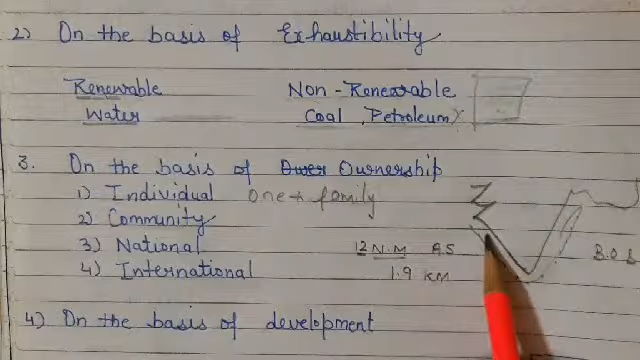 2) On the basis of Exhaustibility
Renewable Non-Renewable
Water Coal, Petroleum
3. On the basis of Ownership
1) Individual One + family
2) Community
3) National 12 N.M
4) International 1.9 KM
4) On the basis of development